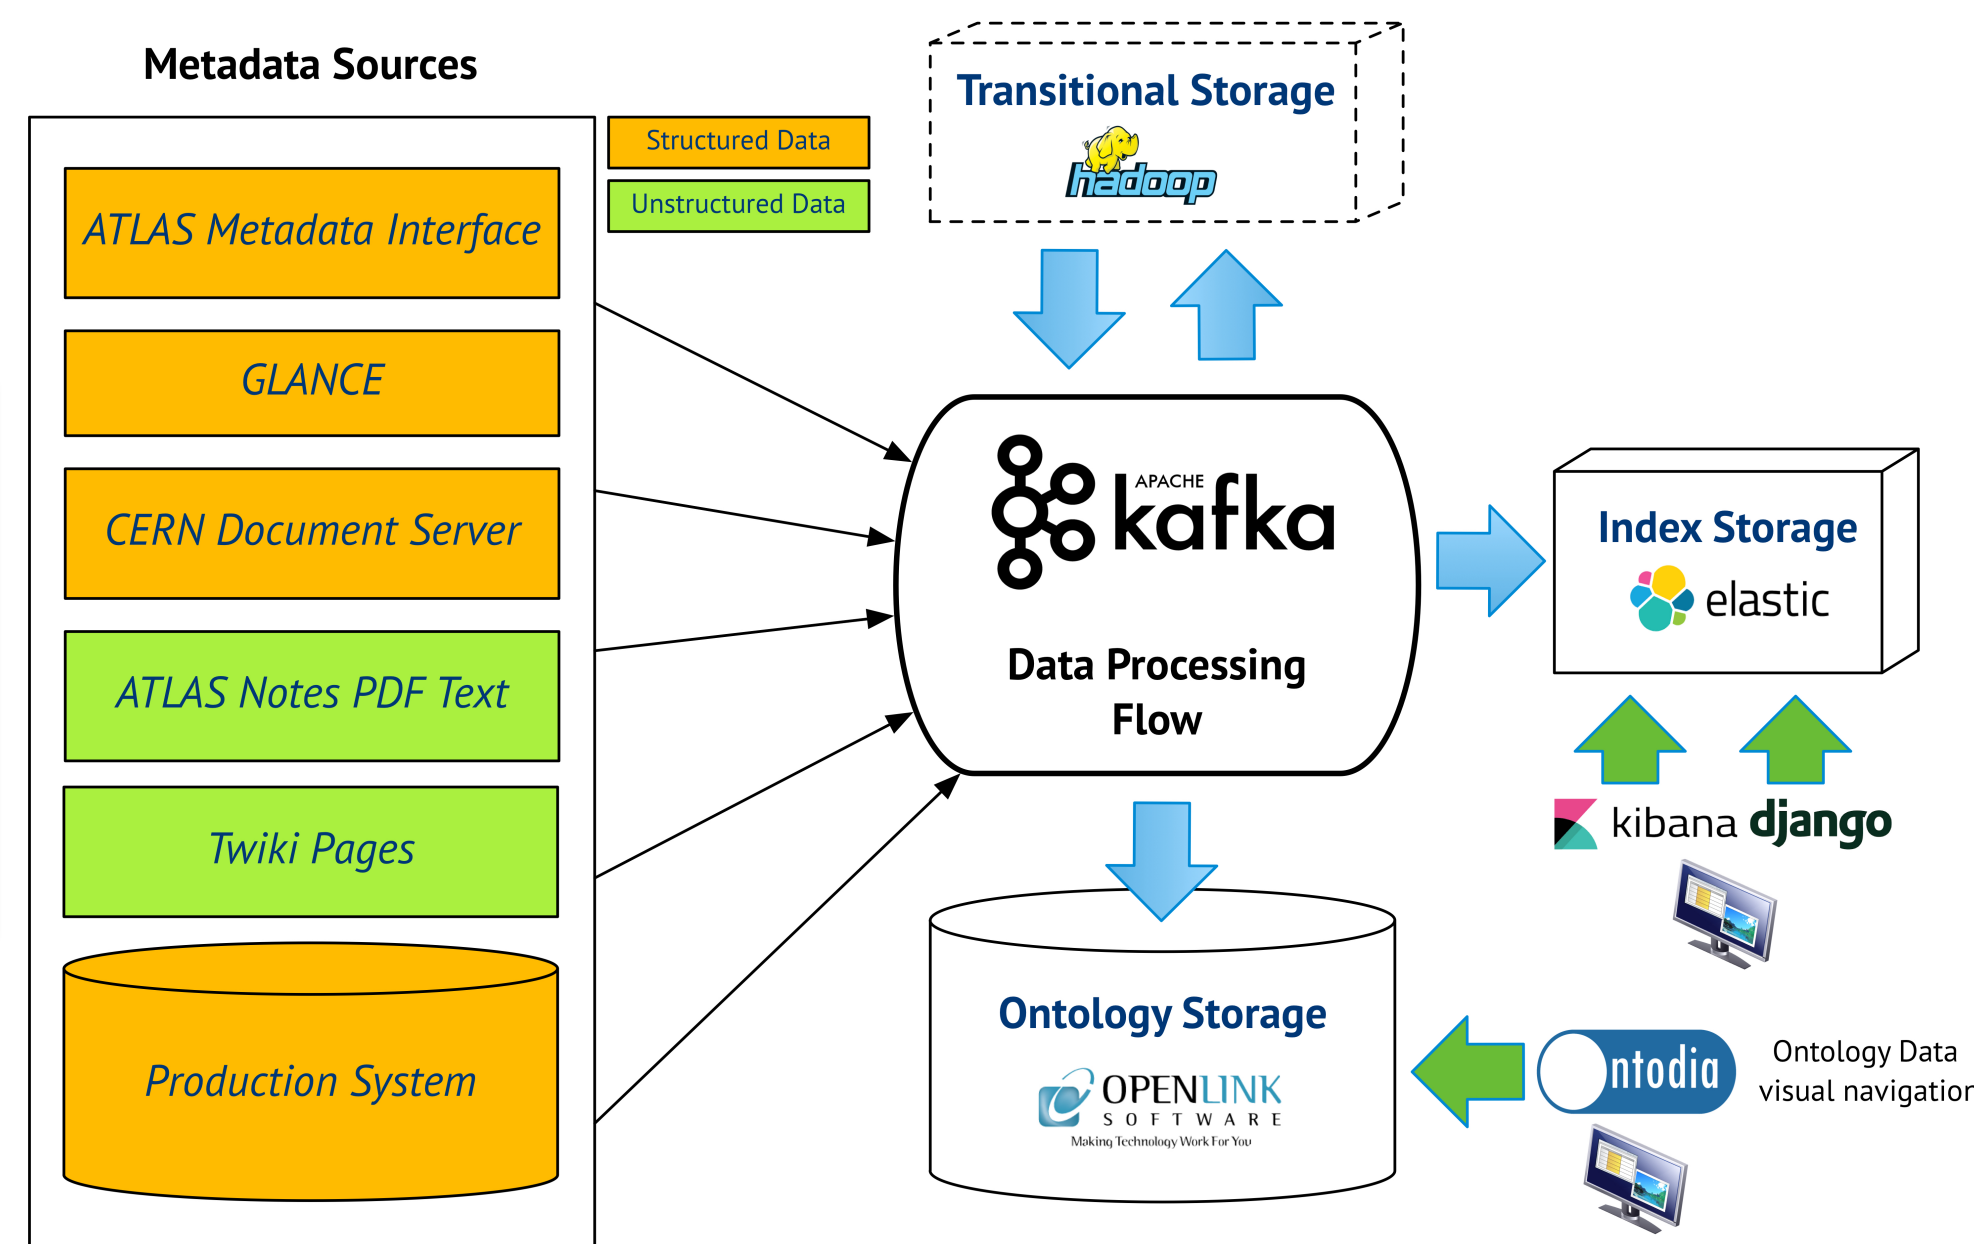 Metadata Sources
Structured Data
Unstructured Data
ATLAS Metadata Interface
GLANCE
CERN Document Server
ATLAS Notes PDF Text
Twiki Pages
Production System
Transitional Storage
hadoop
APACHE
kafka
Data Processing
Flow
Index Storage
elastic
kibana
django
Ontology Storage
OPENLINK
SOFTWARE
Making Technology Work For You
ntodia
Ontology Data
visual navigation